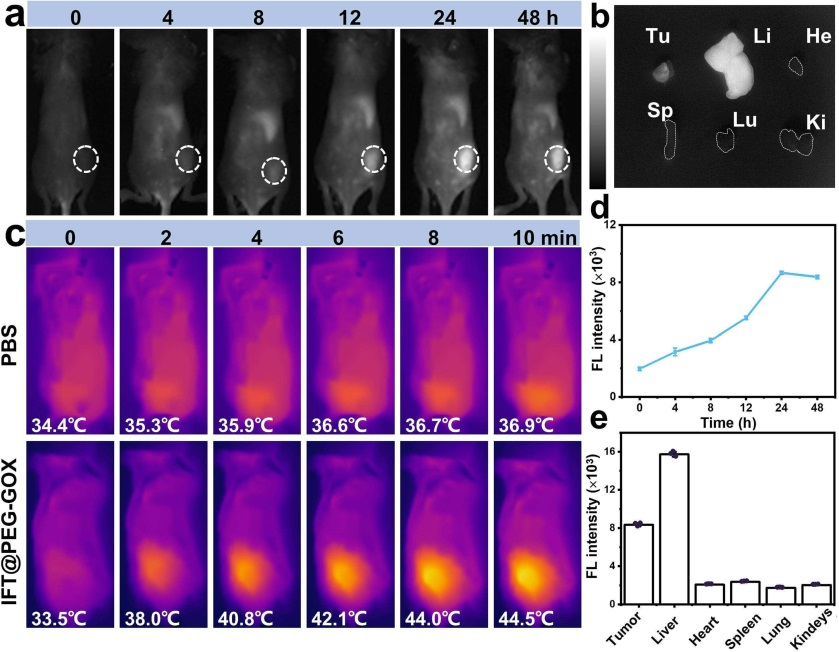 a
0 4 8 12 24 48 h
b
Tu Li He
Sp Lu Ki
c
0 2 4 6 8 10 min
PBS
34.4℃ 35.3℃ 35.9℃ 36.6℃ 36.7℃ 36.9℃
IFT@PEG-GOX
33.5℃ 38.0℃ 40.8℃ 42.1℃ 44.0℃ 44.5℃
d
FL intensity (×10³)
12
8
4
0
0 4 8 12 24 48
Time (h)
e
FL intensity (×10³)
16
12
8
4
0
Tumor Liver Heart Spleen Lung Kindeys